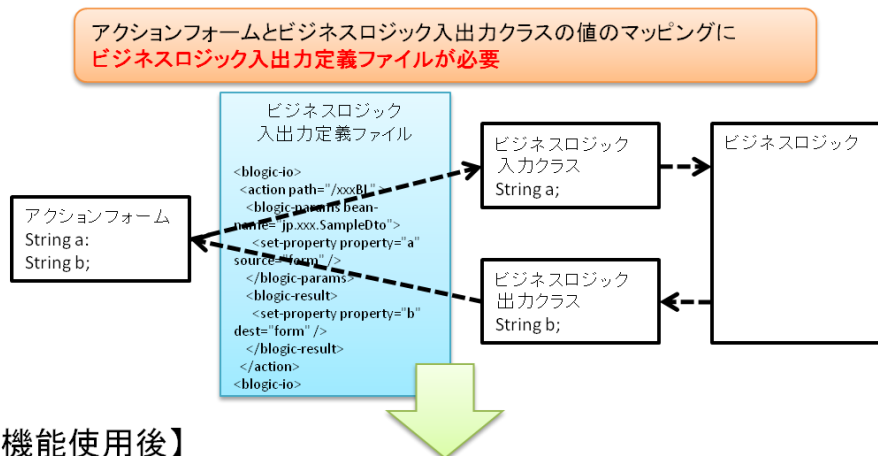 アクションフォームとビジネスロジック入出力クラスの値のマッピングに
ビジネスロジック入出力定義ファイルが必要
ビジネスロジック
入出力定義ファイル
<blogic-io>
<action path="/xxxBL" >
<blogic-params bean-
name="jp.xxx.SampleDto">
<set-property property="a"
source="form" />
</blogic-params>
<blogic-result>
<set-property property="b"
dest="form" />
</blogic-result>
</action>
<blogic-io>
アクションフォーム
String a:
String b;
ビジネスロジック
入力クラス
String a;
ビジネスロジック
出力クラス
String b;
ビジネスロジック
機能使用後】